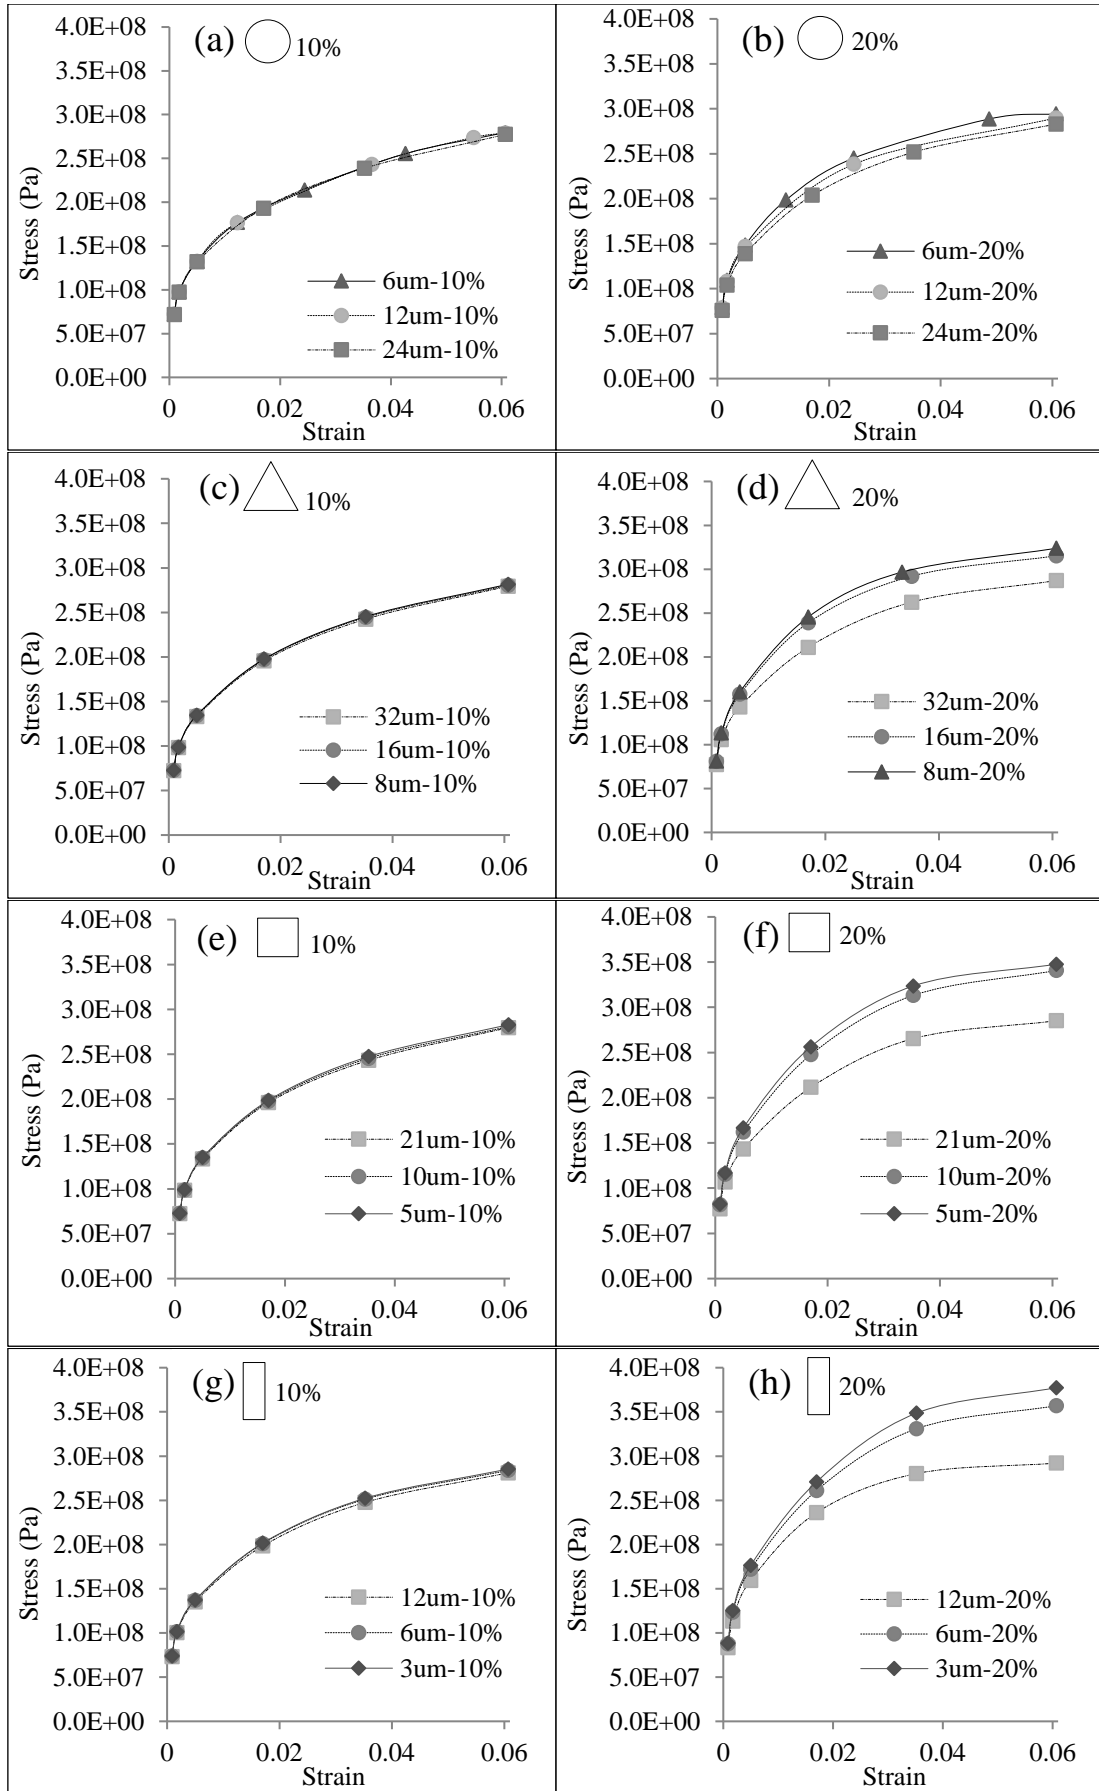 (a) 10%
4.0E+08
3.5E+08
3.0E+08
2.5E+08
2.0E+08
1.5E+08
1.0E+08
5.0E+07
0.0E+00
Stress (Pa)
6um-10%
12um-10%
24um-10%
0 0.02 0.04 0.06
Strain
(b) 20%
4.0E+08
3.5E+08
3.0E+08
2.5E+08
2.0E+08
1.5E+08
1.0E+08
5.0E+07
0.0E+00
Stress (Pa)
6um-20%
12um-20%
24um-20%
0 0.02 0.04 0.06
Strain
(c) 10%
4.0E+08
3.5E+08
3.0E+08
2.5E+08
2.0E+08
1.5E+08
1.0E+08
5.0E+07
0.0E+00
Stress (Pa)
32um-10%
16um-10%
8um-10%
0 0.02 0.04 0.06
Strain
(d) 20%
4.0E+08
3.5E+08
3.0E+08
2.5E+08
2.0E+08
1.5E+08
1.0E+08
5.0E+07
0.0E+00
Stress (Pa)
32um-20%
16um-20%
8um-20%
0 0.02 0.04 0.06
Strain
(e) 10%
4.0E+08
3.5E+08
3.0E+08
2.5E+08
2.0E+08
1.5E+08
1.0E+08
5.0E+07
0.0E+00
Stress (Pa)
21um-10%
10um-10%
5um-10%
0 0.02 0.04 0.06
Strain
(f) 20%
4.0E+08
3.5E+08
3.0E+08
2.5E+08
2.0E+08
1.5E+08
1.0E+08
5.0E+07
0.0E+00
Stress (Pa)
21um-20%
10um-20%
5um-20%
0 0.02 0.04 0.06
Strain
(g) 10%
4.0E+08
3.5E+08
3.0E+08
2.5E+08
2.0E+08
1.5E+08
1.0E+08
5.0E+07
0.0E+00
Stress (Pa)
12um-10%
6um-10%
3um-10%
0 0.02 0.04 0.06
Strain
(h) 20%
4.0E+08
3.5E+08
3.0E+08
2.5E+08
2.0E+08
1.5E+08
1.0E+08
5.0E+07
0.0E+00
Stress (Pa)
12um-20%
6um-20%
3um-20%
0 0.02 0.04 0.06
Strain